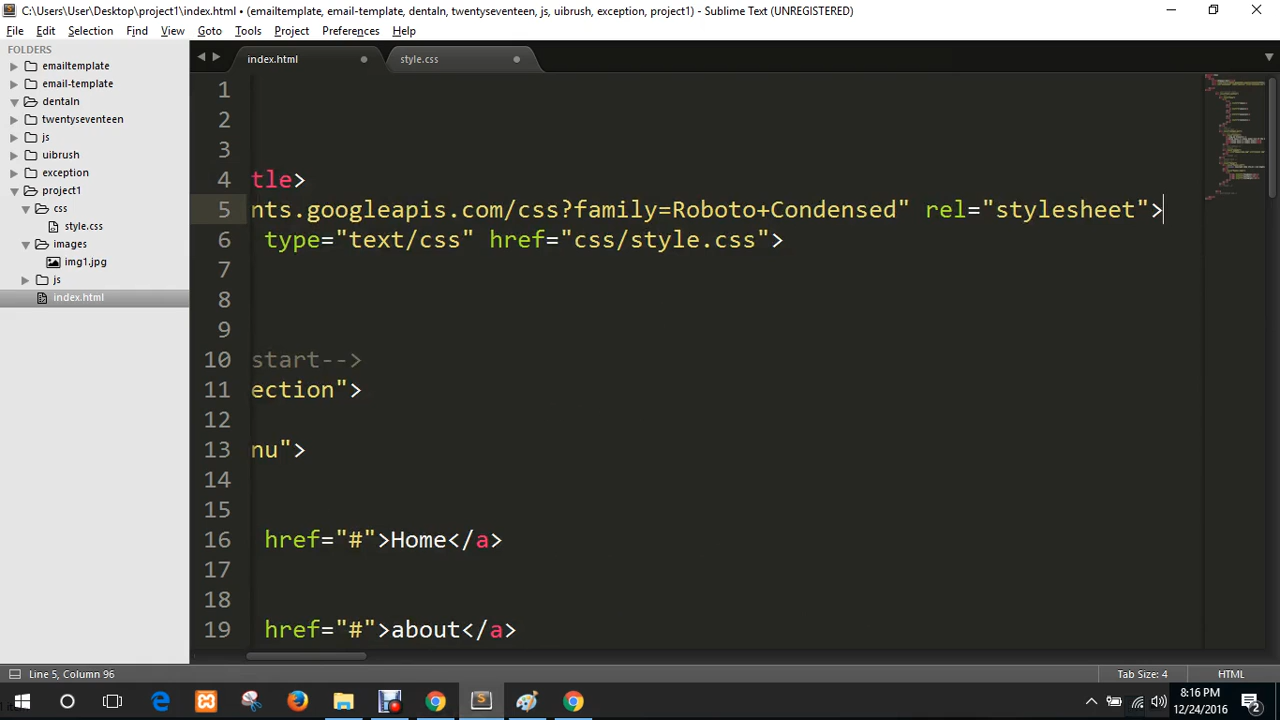 C:\Users\User\Desktop\project1\index.html • (emailtemplate, email-template, dentaln, twentyseventeen, js, uibrush, exception, project1) - Sublime Text (UNREGISTERED)
File Edit Selection Find View Goto Tools Project Preferences Help
FOLDERS
emailtemplate
email-template
dentaln
twentyseventeen
js
uibrush
exception
project1
css
style.css
images
img1.jpg
js
index.html
index.html style.css
1
2
3
4 tle>
5 nts.googleapis.com/css?family=Roboto+Condensed" rel="stylesheet">
6 type="text/css" href="css/style.css">
7
8
9
10 start-->
11 ection">
12
13 nu">
14
15
16 href="#">Home</a>
17
18
19 href="#">about</a>
Line 5, Column 96 Tab Size: 4 HTML
8:16 PM
12/24/2016
2